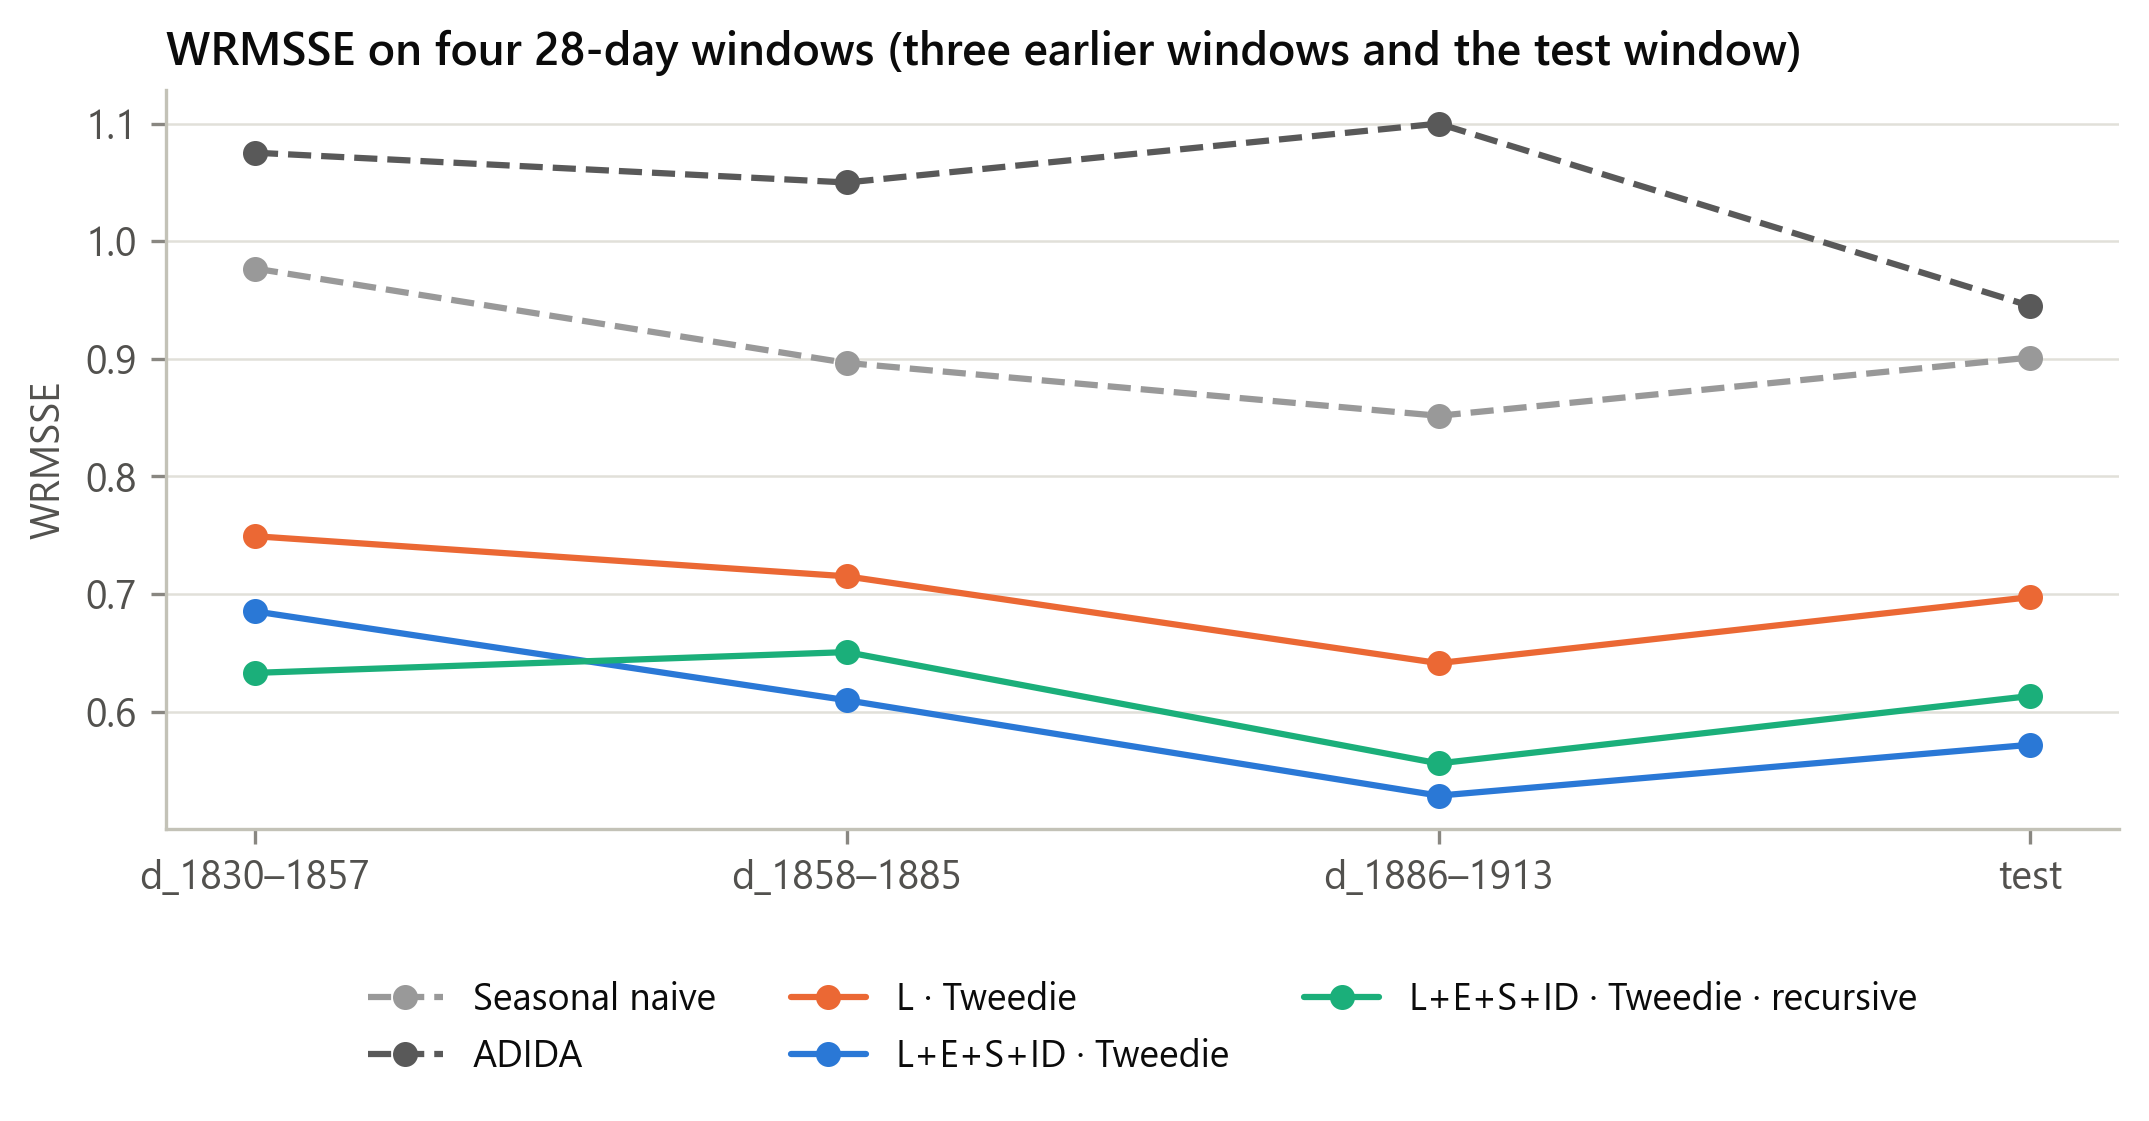 WRMSSE on four 28-day windows (three earlier windows and the test window)
WRMSSE
1.1
1.0
0.9
0.8
0.7
0.6
d_1830–1857
d_1858–1885
d_1886–1913
test
Seasonal naive
ADIDA
L · Tweedie
L+E+S+ID · Tweedie
L+E+S+ID · Tweedie · recursive